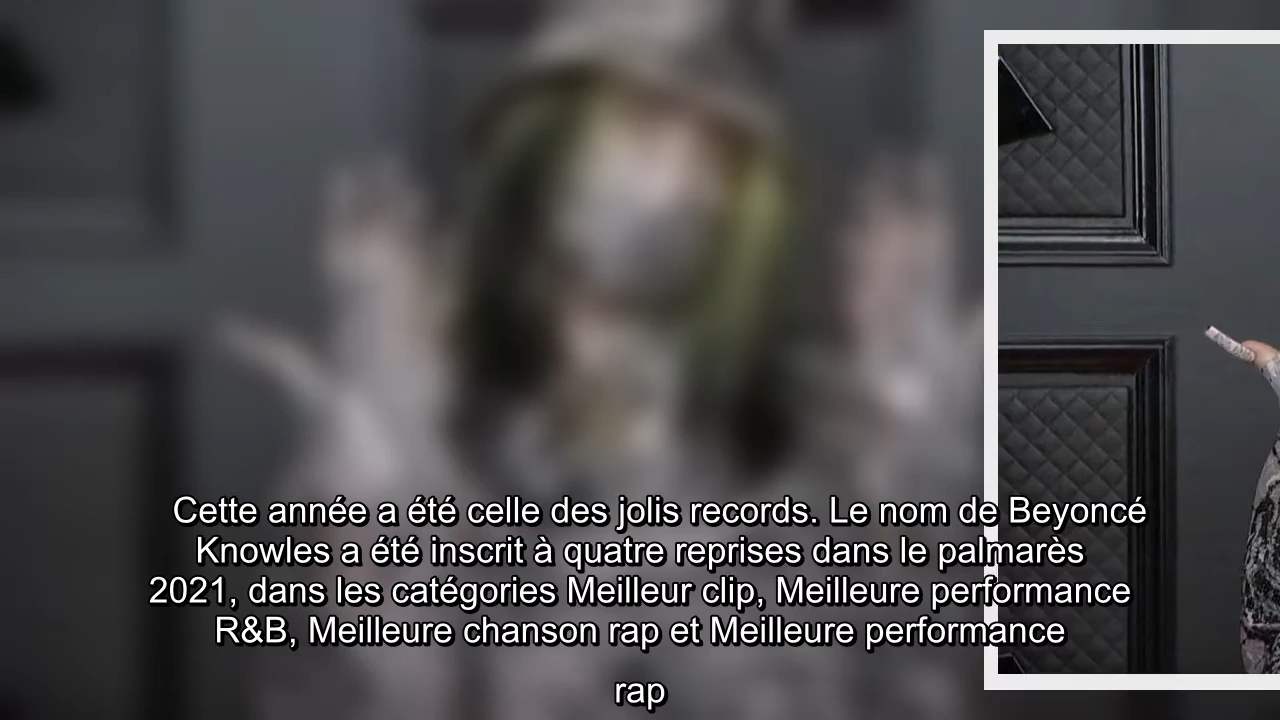 Cette année a été celle des jolis records. Le nom de Beyoncé
Knowles a été inscrit à quatre reprises dans le palmarès
2021, dans les catégories Meilleur clip, Meilleure performance
R&B, Meilleure chanson rap et Meilleure performance
rap